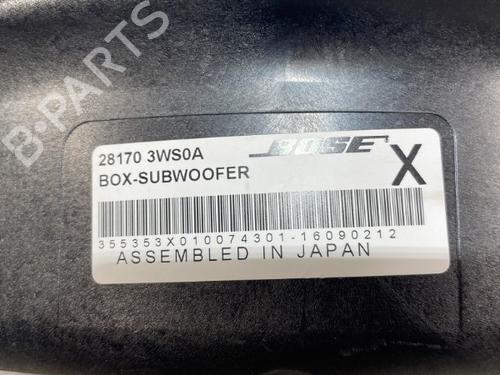 B-PARTS
28170 3WS0A
BOSE
X
BOX-SUBWOOFER
355353X010074301-16090212
ASSEMBLED IN JAPAN